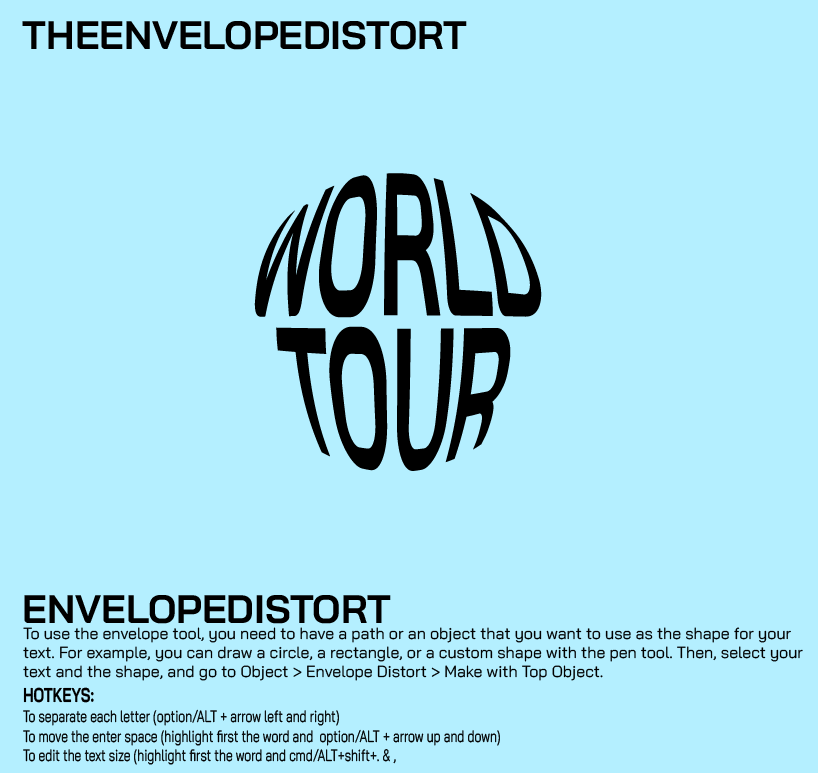 THEENVELOPEDISTORT
WORLD
TOUR
ENVELOPEDISTORT
To use the envelope tool, you need to have a path or an object that you want to use as the shape for your
text. For example, you can draw a circle, a rectangle, or a custom shape with the pen tool. Then, select your
text and the shape, and go to Object > Envelope Distort > Make with Top Object.
HOTKEYS:
To separate each letter (option/ALT + arrow left and right)
To move the enter space (highlight first the word and  option/ALT + arrow up and down)
To edit the text size (highlight first the word and cmd/ALT+shift+. & ,